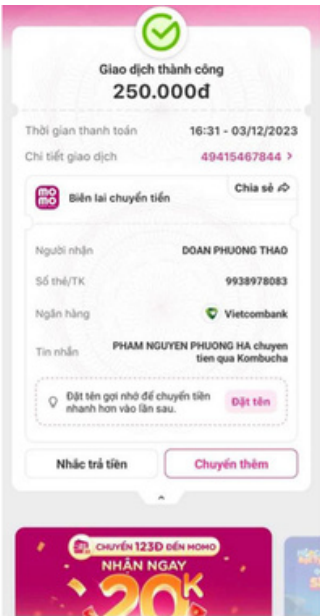 Giao dịch thành công
250.000đ
Thời gian thanh toán 16:31 - 03/12/2023
Chi tiết giao dịch 49415467844 >
mo mo Biên lai chuyển tiền Chia sẻ
Người nhận DOAN PHUONG THAO
Số thẻ/TK 9938978083
Ngân hàng Vietcombank
Tin nhắn PHAM NGUYEN PHUONG HA chuyen
tien qua Kombucha
Đặt tên gợi nhớ để chuyển tiền
nhanh hơn vào lần sau. Đặt tên
Nhắc trả tiền Chuyển thêm
CHUYỂN 123Đ ĐẾN MOMO
NHẬN NGAY
20K